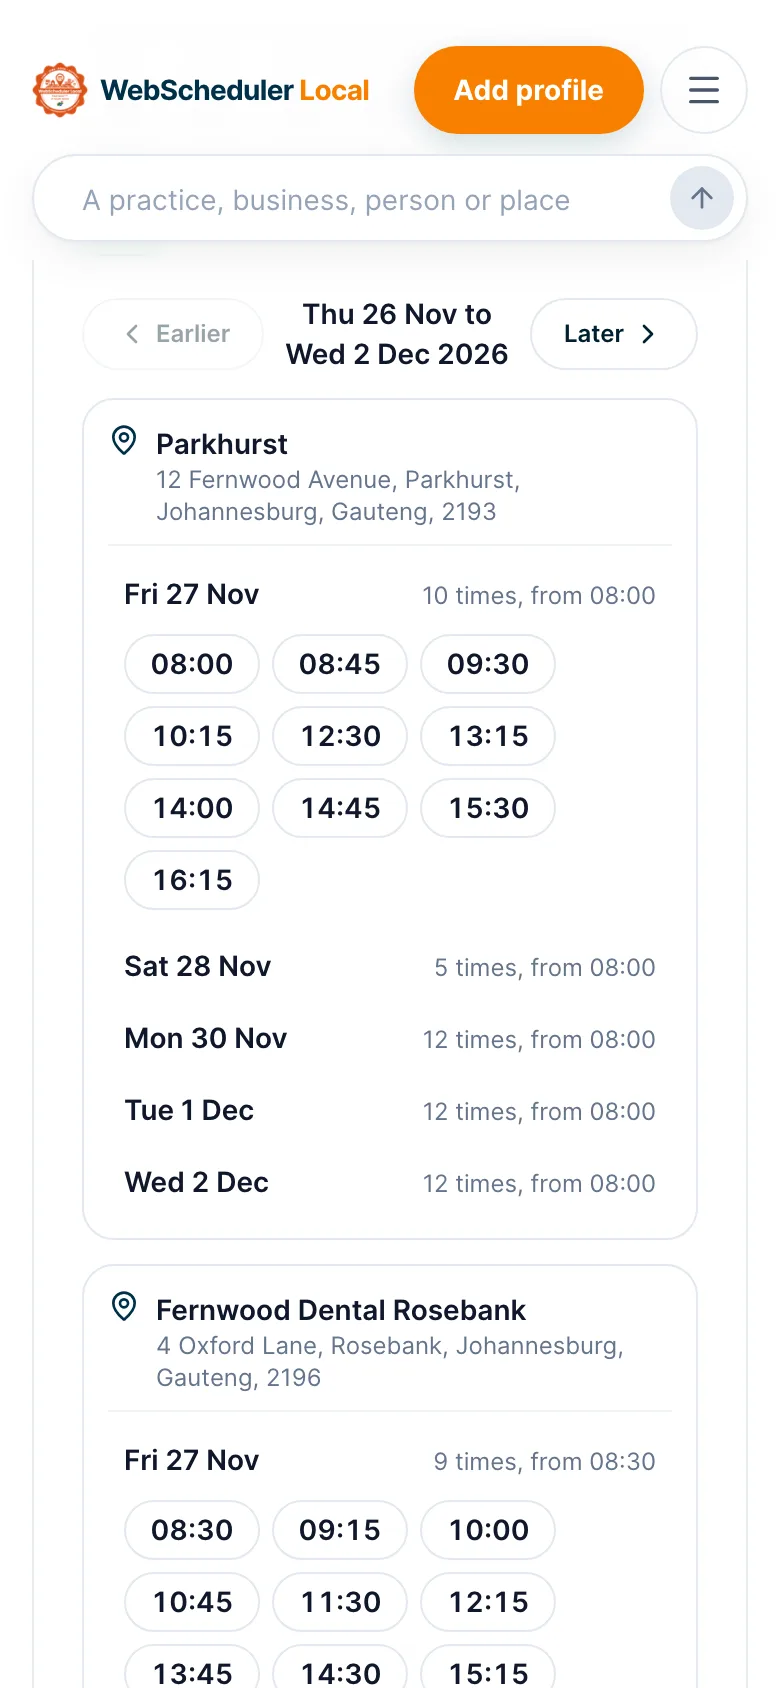 WebScheduler Local
Add profile
A practice, business, person or place
Earlier
Thu 26 Nov to
Wed 2 Dec 2026
Later
Parkhurst
12 Fernwood Avenue, Parkhurst,
Johannesburg, Gauteng, 2193
Fri 27 Nov
10 times, from 08:00
08:00 08:45 09:30
10:15 12:30 13:15
14:00 14:45 15:30
16:15
Sat 28 Nov
5 times, from 08:00
Mon 30 Nov
12 times, from 08:00
Tue 1 Dec
12 times, from 08:00
Wed 2 Dec
12 times, from 08:00
Fernwood Dental Rosebank
4 Oxford Lane, Rosebank, Johannesburg,
Gauteng, 2196
Fri 27 Nov
9 times, from 08:30
08:30 09:15 10:00
10:45 11:30 12:15
13:45 14:30 15:15